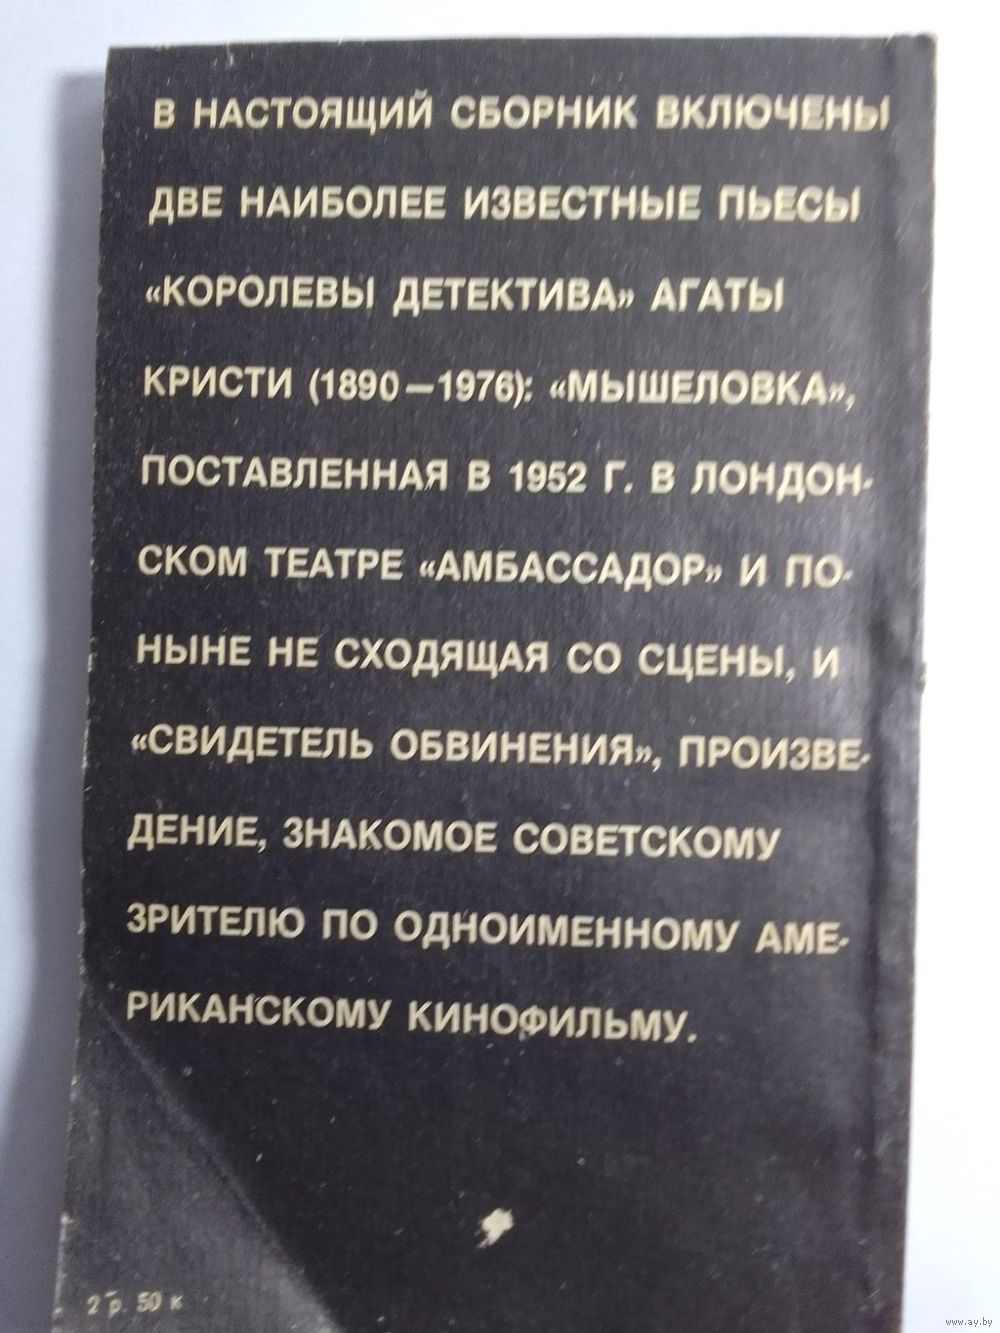 В НАСТОЯЩИЙ СБОРНИК ВКЛЮЧЕНЫ
ДВЕ НАИБОЛЕЕ ИЗВЕСТНЫЕ ПЬЕСЫ
«КОРОЛЕВЫ ДЕТЕКТИВА» АГАТЫ
КРИСТИ (1890—1976): «МЫШЕЛОВКА»,
ПОСТАВЛЕННАЯ В 1952 Г. В ЛОНДОН-
СКОМ ТЕАТРЕ «АМБАССАДОР» И ПО-
НЫНЕ НЕ СХОДЯЩАЯ СО СЦЕНЫ, И
«СВИДЕТЕЛЬ ОБВИНЕНИЯ», ПРОИЗВЕ-
ДЕНИЕ, ЗНАКОМОЕ СОВЕТСКОМУ
ЗРИТЕЛЮ ПО ОДНОИМЕННОМУ АМЕ-
РИКАНСКОМУ КИНОФИЛЬМУ.
2 р. 50 к
www.ay.by